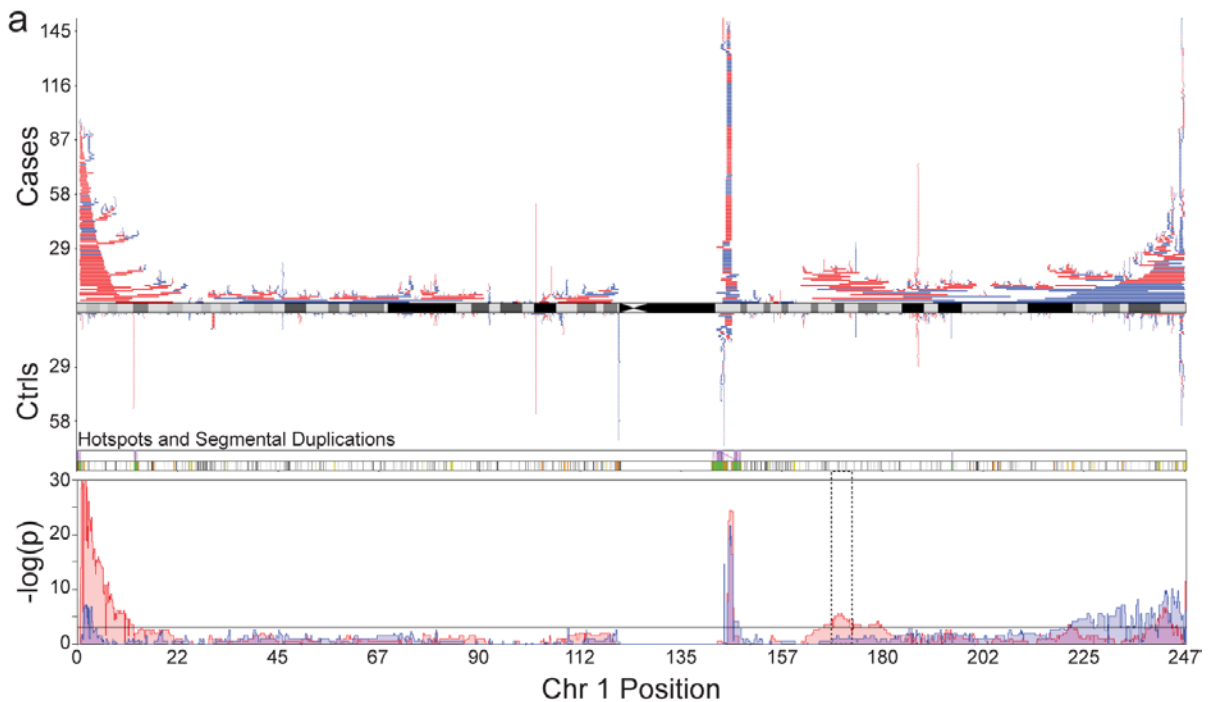 a
Cases
145
116
87
58
29
Ctrls
29
58
Hotspots and Segmental Duplications
-log(p)
30
20
10
0
0 22 45 67 90 112 135 157 180 202 225 247
Chr 1 Position